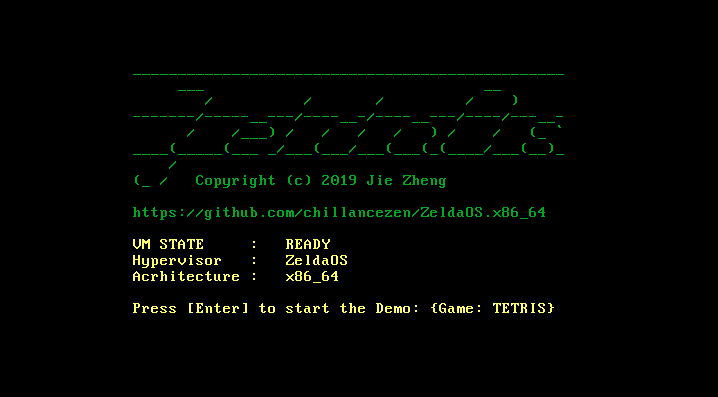 Copyright (c) 2019 Jie Zheng
https://github.com/chillancezen/ZeldaOS.x86_64
VM STATE : READY
Hypervisor : ZeldaOS
Acrhitecture : x86_64
Press [Enter] to start the Demo: {Game: TETRIS}